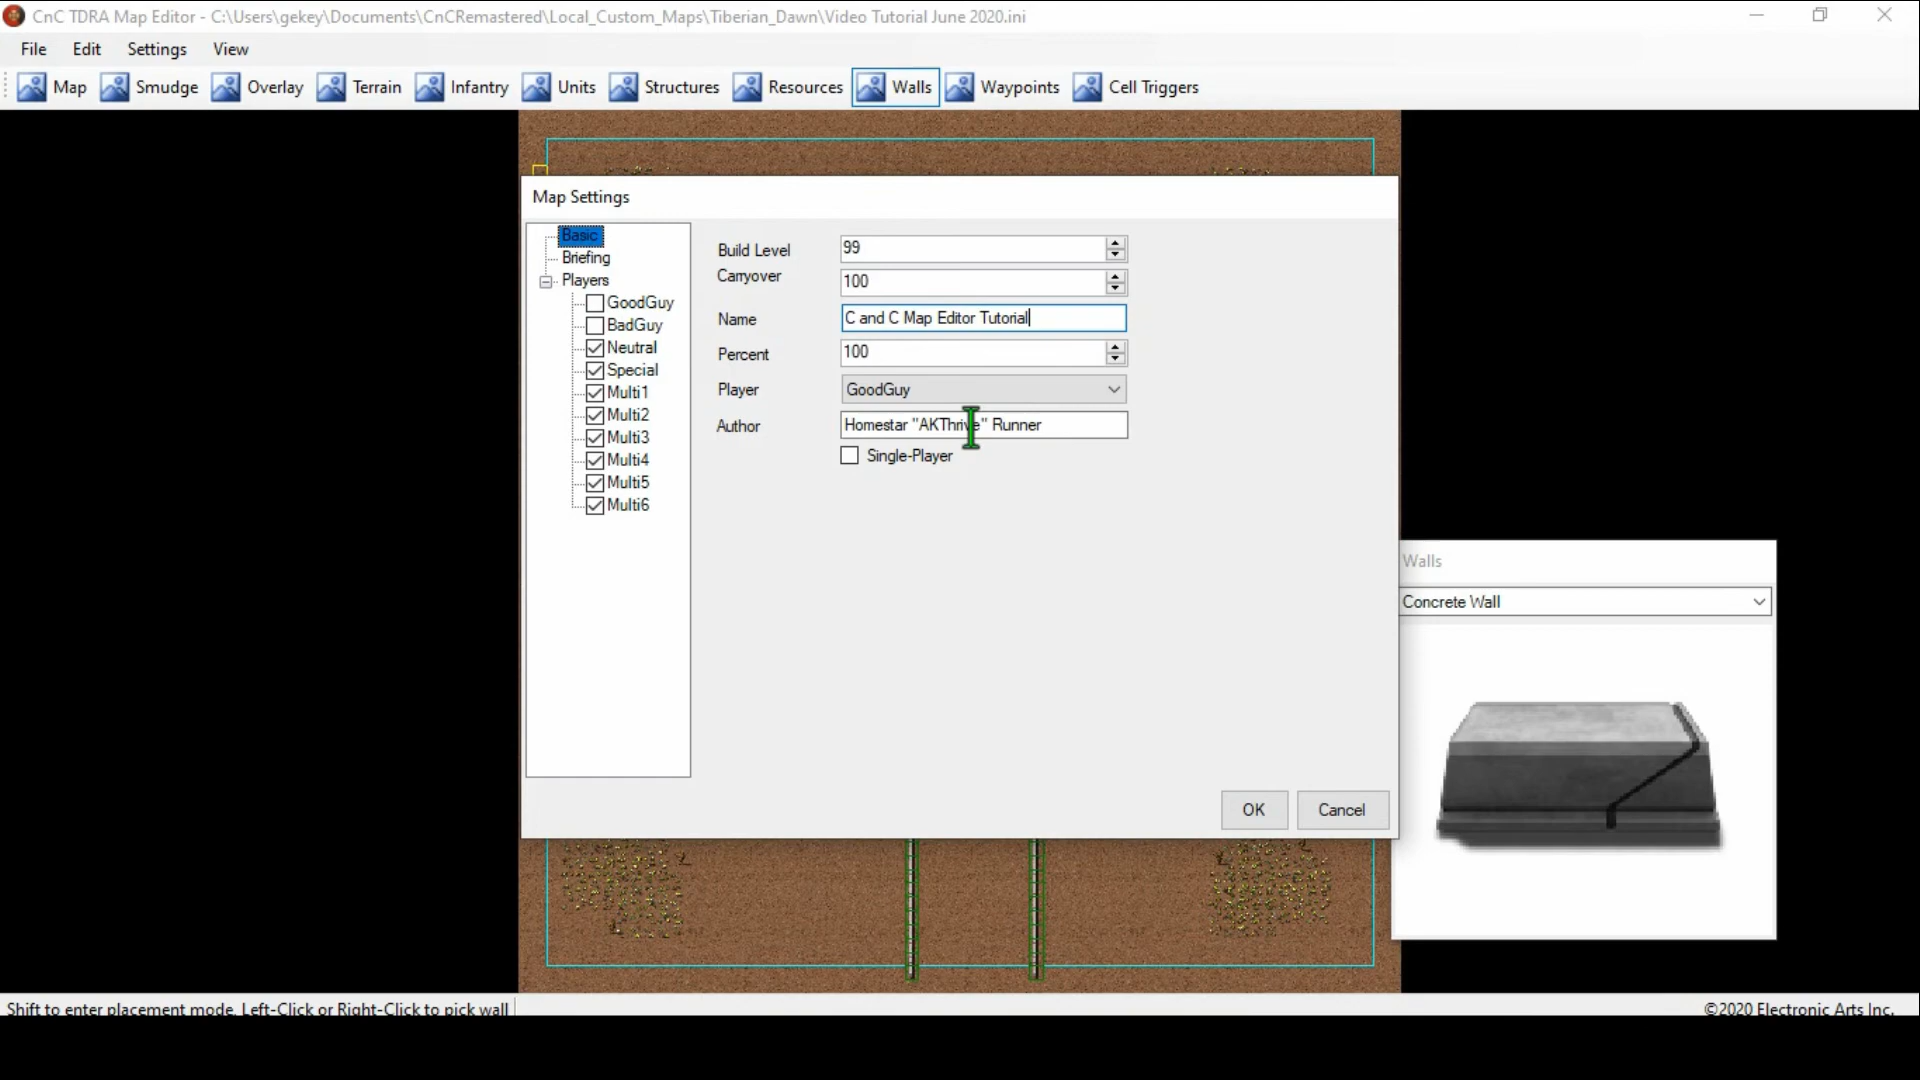 CnC TDRA Map Editor - C:\Users\gekey\Documents\CnCRemastered\Local_Custom_Maps\Tiberian_Dawn\Video Tutorial June 2020.ini
File Edit Settings View
Map Smudge Overlay Terrain Infantry Units Structures Resources Walls Waypoints Cell Triggers
Map Settings
Basic
Briefing
Players
GoodGuy
BadGuy
Neutral
Special
Multi1
Multi2
Multi3
Multi4
Multi5
Multi6
Build Level 99
Carryover 100
Name C and C Map Editor Tutorial
Percent 100
Player GoodGuy
Author Homestar "AKThrive" Runner
Single-Player
OK Cancel
Walls
Concrete Wall
Shift to enter placement mode, Left-Click or Right-Click to pick wall
©2020 Electronic Arts Inc.